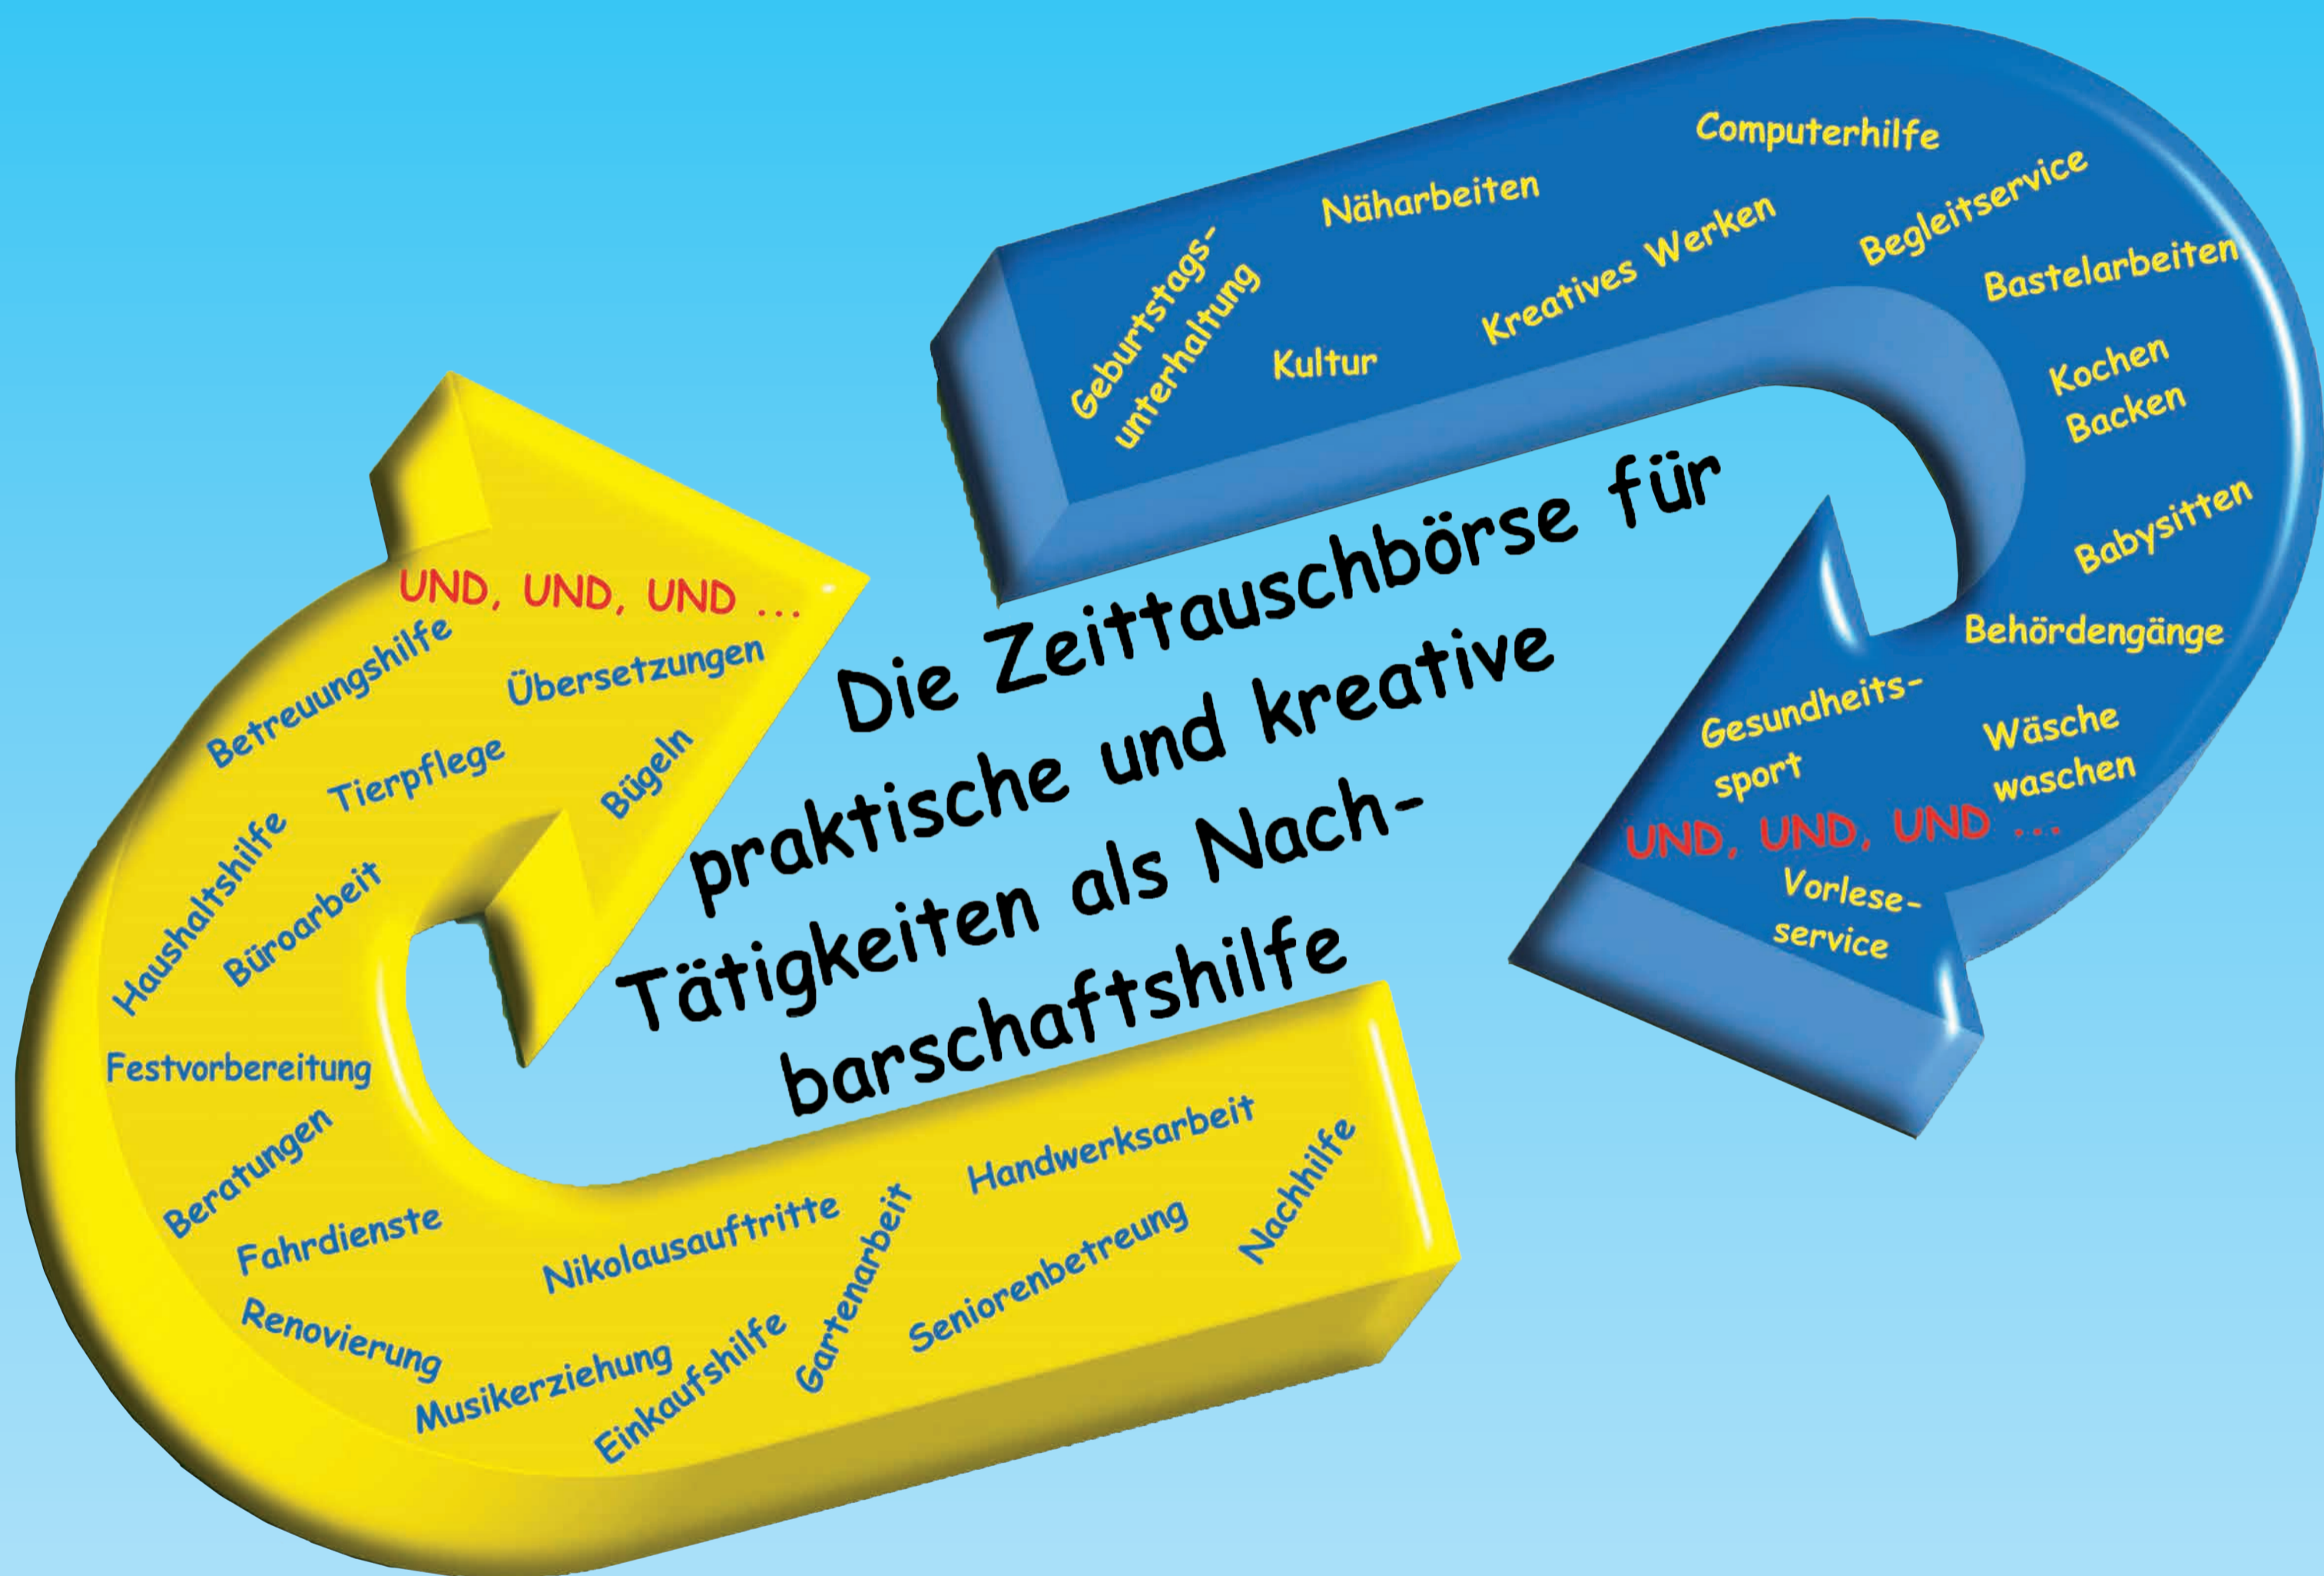 Computerhilfe
Näharbeiten
Begleitservice
Geburtstags-
unterhaltung
Kreatives Werken
Bastelarbeiten
Kultur
Kochen
Backen
Babysitten
Behördengänge
Gesundheits-
sport
Wäsche
waschen
UND, UND, UND ...
Vorlese-
service
Die Zeittauschbörse für
praktische und kreative
Tätigkeiten als Nach-
barschaftshilfe
UND, UND, UND ...
Betreuungshilfe
Übersetzungen
Tierpflege
Bügeln
Haushaltshilfe
Büroarbeit
Festvorbereitung
Beratungen
Fahrdienste
Renovierung
Nikolausauftritte
Musikerziehung
Einkaufshilfe
Gartenarbeit
Handwerksarbeit
Seniorenbetreung
Nachhilfe